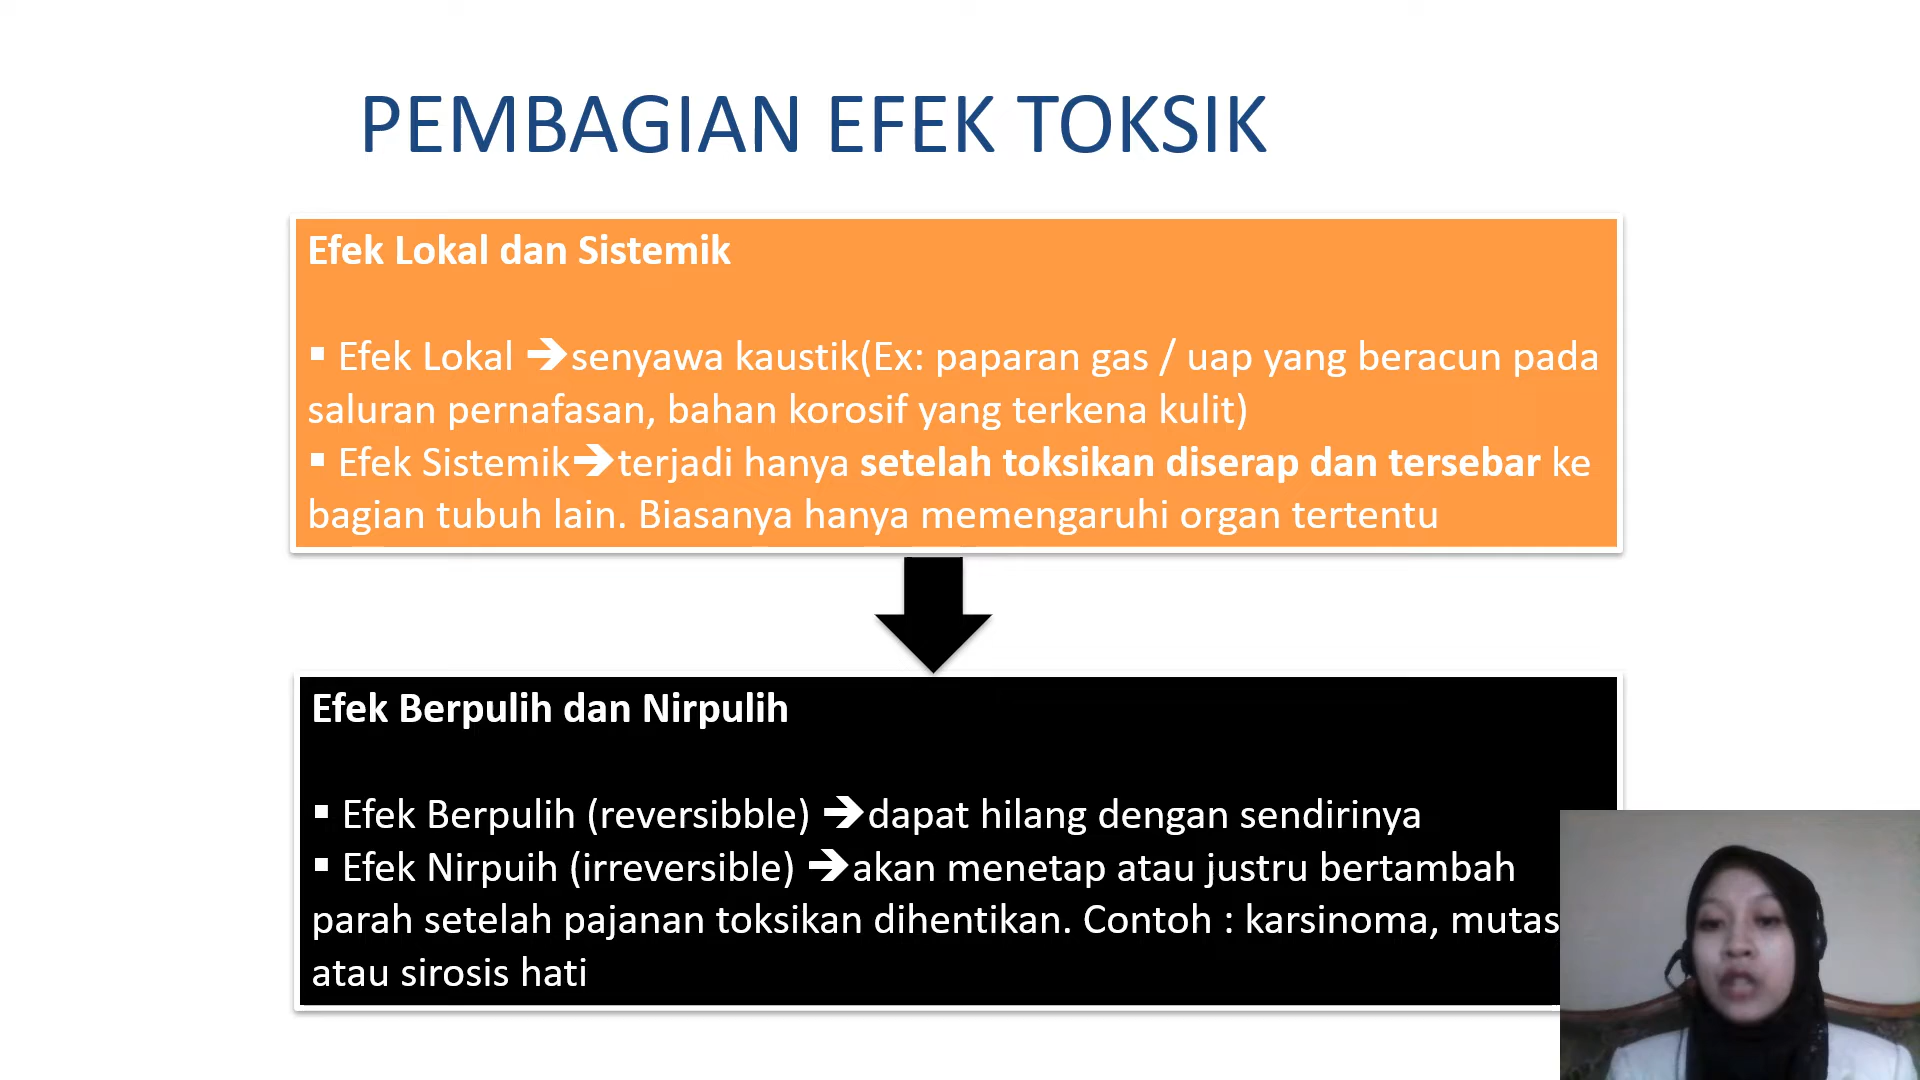 PEMBAGIAN EFEK TOKSIK
Efek Lokal dan Sistemik
▪ Efek Lokal ➔senyawa kaustik(Ex: paparan gas / uap yang beracun pada
saluran pernafasan, bahan korosif yang terkena kulit)
▪ Efek Sistemik➔terjadi hanya setelah toksikan diserap dan tersebar ke
bagian tubuh lain. Biasanya hanya memengaruhi organ tertentu
Efek Berpulih dan Nirpulih
▪ Efek Berpulih (reversibble) ➔dapat hilang dengan sendirinya
▪ Efek Nirpuih (irreversible) ➔akan menetap atau justru bertambah
parah setelah pajanan toksikan dihentikan. Contoh : karsinoma, mutas
atau sirosis hati